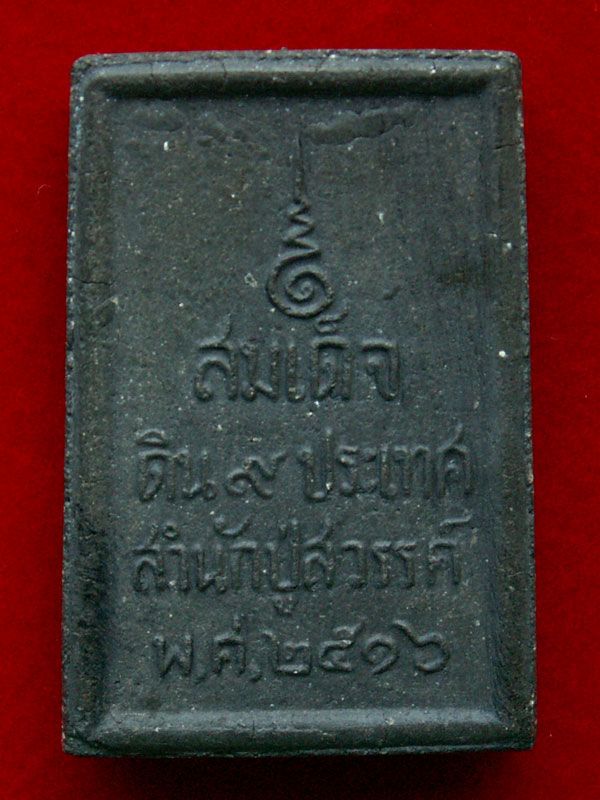 สมเด็จ
ดิน ๙ ประเทศ
สำนักปู่สวรรค์
พ.ศ. ๒๕๑๖